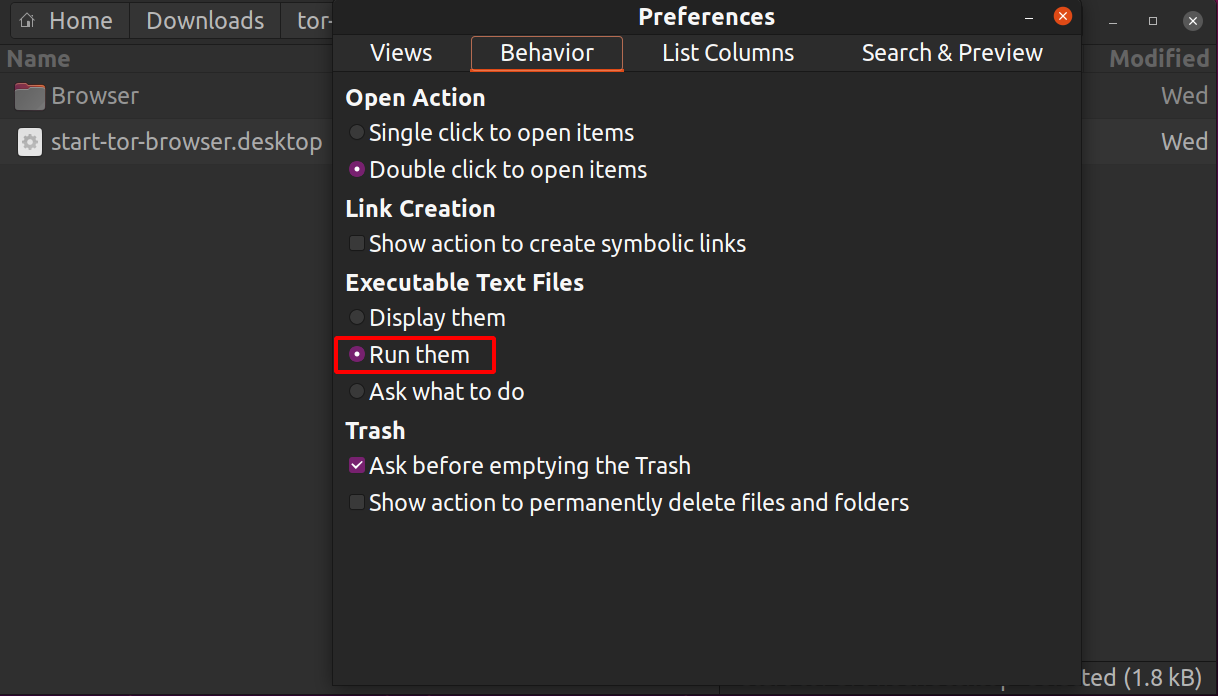 Home Downloads tor-
Preferences
Name
Modified
Views Behavior List Columns Search & Preview
Browser
Wed
start-tor-browser.desktop
Wed
Open Action
Single click to open items
Double click to open items
Link Creation
Show action to create symbolic links
Executable Text Files
Display them
Run them
Ask what to do
Trash
Ask before emptying the Trash
Show action to permanently delete files and folders
ted (1.8 kB)